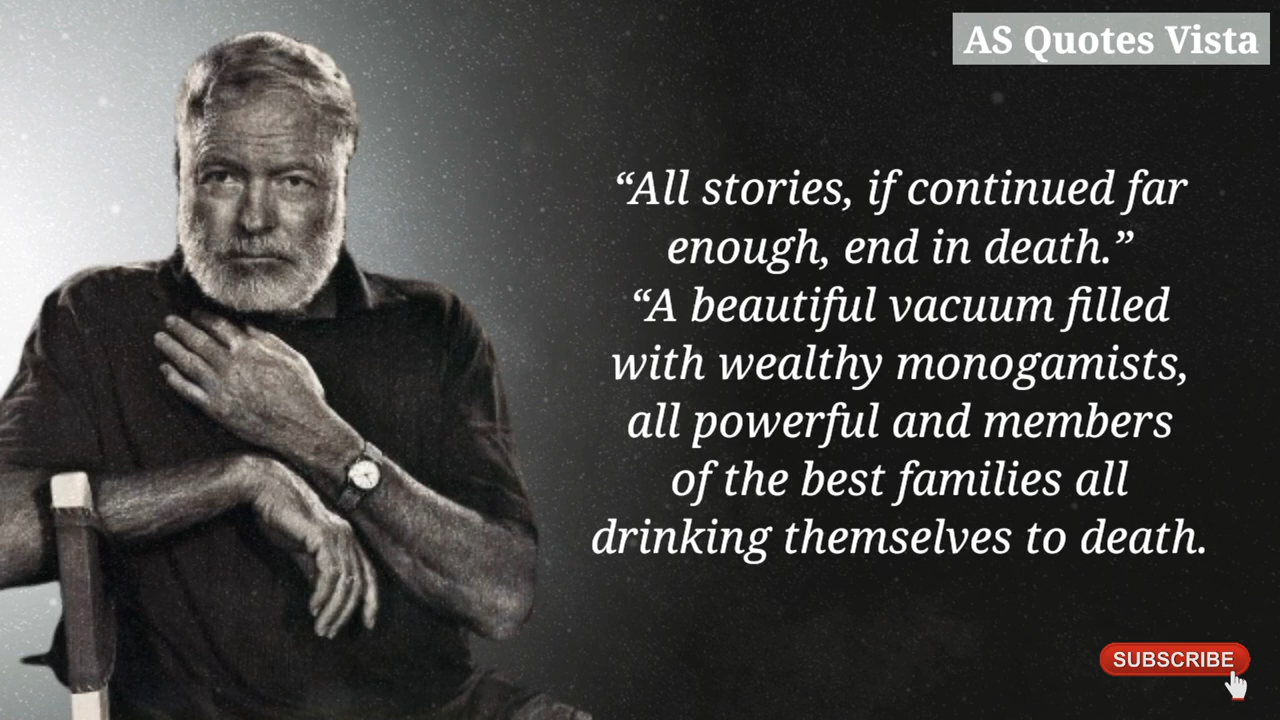 AS Quotes Vista
“All stories, if continued far
enough, end in death.”
“A beautiful vacuum filled
with wealthy monogamists,
all powerful and members
of the best families all
drinking themselves to death.
SUBSCRIBE